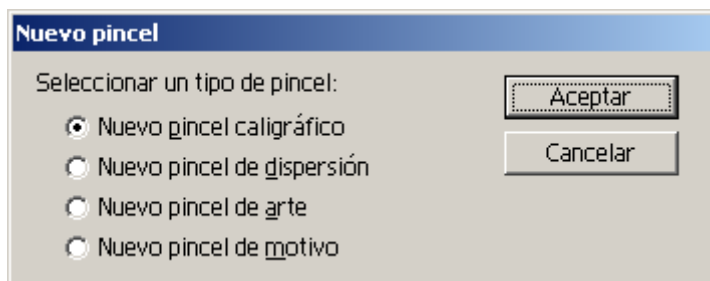 Nuevo pincel
Seleccionar un tipo de pincel:
Nuevo pincel caligráfico
Nuevo pincel de dispersión
Nuevo pincel de arte
Nuevo pincel de motivo
Aceptar
Cancelar